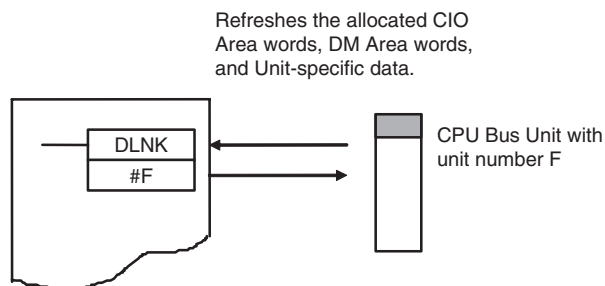 Refreshes the allocated CIO
Area words, DM Area words,
and Unit-specific data.
DLNK
#F
CPU Bus Unit with
unit number F